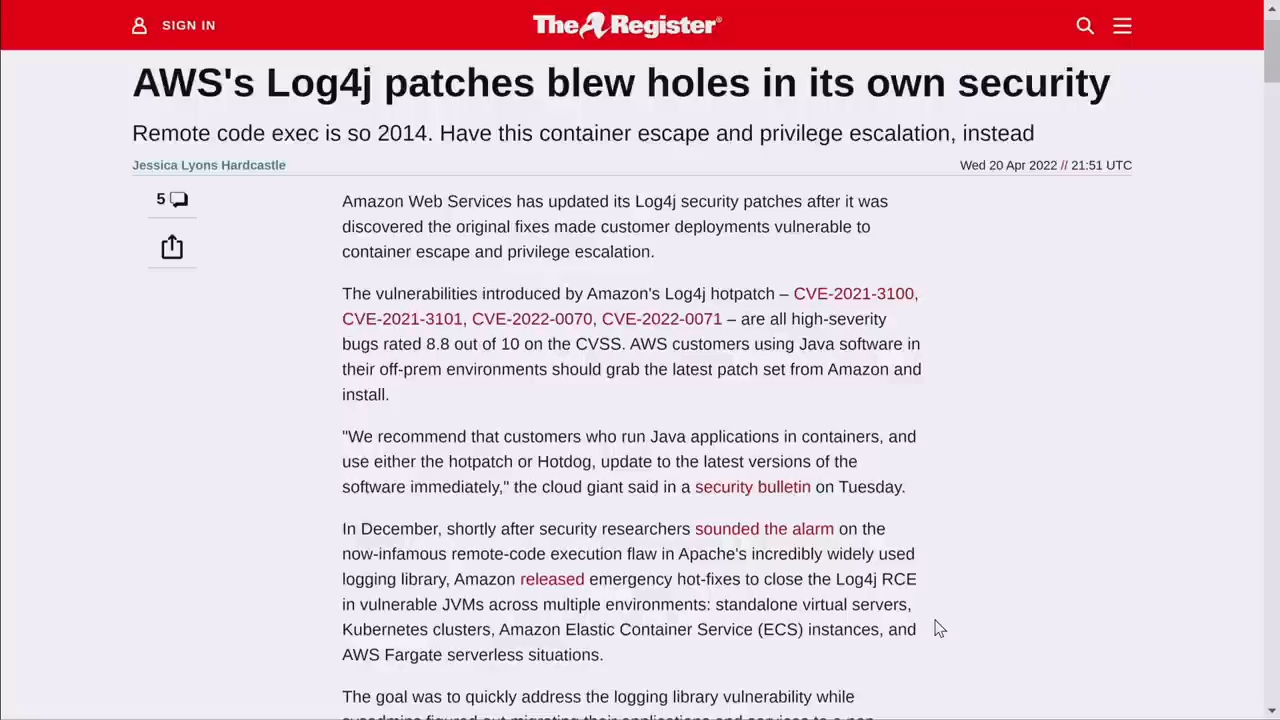 SIGN IN
The Register®
AWS's Log4j patches blew holes in its own security
Remote code exec is so 2014. Have this container escape and privilege escalation, instead
Jessica Lyons Hardcastle
Wed 20 Apr 2022 // 21:51 UTC
5
Amazon Web Services has updated its Log4j security patches after it was
discovered the original fixes made customer deployments vulnerable to
container escape and privilege escalation.
The vulnerabilities introduced by Amazon's Log4j hotpatch – CVE-2021-3100,
CVE-2021-3101, CVE-2022-0070, CVE-2022-0071 – are all high-severity
bugs rated 8.8 out of 10 on the CVSS. AWS customers using Java software in
their off-prem environments should grab the latest patch set from Amazon and
install.
"We recommend that customers who run Java applications in containers, and
use either the hotpatch or Hotdog, update to the latest versions of the
software immediately," the cloud giant said in a security bulletin on Tuesday.
In December, shortly after security researchers sounded the alarm on the
now-infamous remote-code execution flaw in Apache's incredibly widely used
logging library, Amazon released emergency hot-fixes to close the Log4j RCE
in vulnerable JVMs across multiple environments: standalone virtual servers,
Kubernetes clusters, Amazon Elastic Container Service (ECS) instances, and
AWS Fargate serverless situations.
The goal was to quickly address the logging library vulnerability while